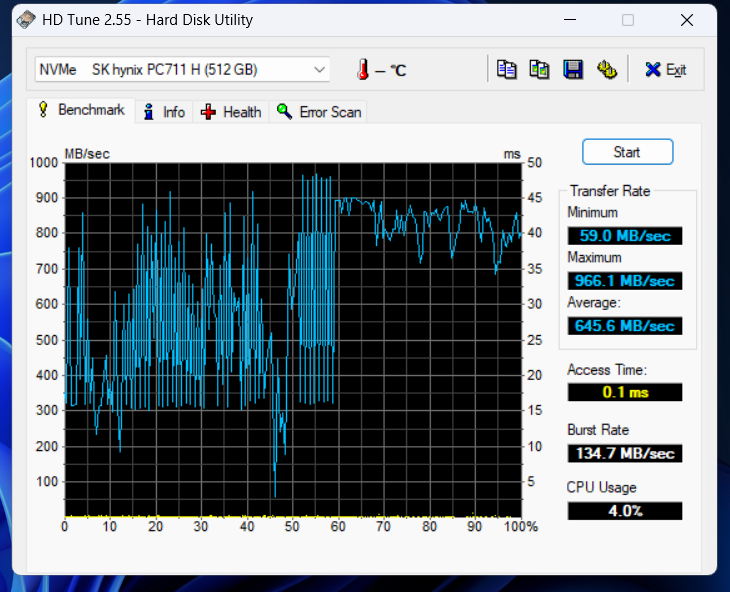 HD Tune 2.55 - Hard Disk Utility
NVMe SK hynix PC711 H (512 GB)
– °C
Exit
Benchmark
Info
Health
Error Scan
MB/sec
ms
1000
900
800
700
600
500
400
300
200
100
50
45
40
35
30
25
20
15
10
5
0 10 20 30 40 50 60 70 80 90 100%
Start
Transfer Rate
Minimum
59.0 MB/sec
Maximum
966.1 MB/sec
Average:
645.6 MB/sec
Access Time:
0.1 ms
Burst Rate
134.7 MB/sec
CPU Usage
4.0%